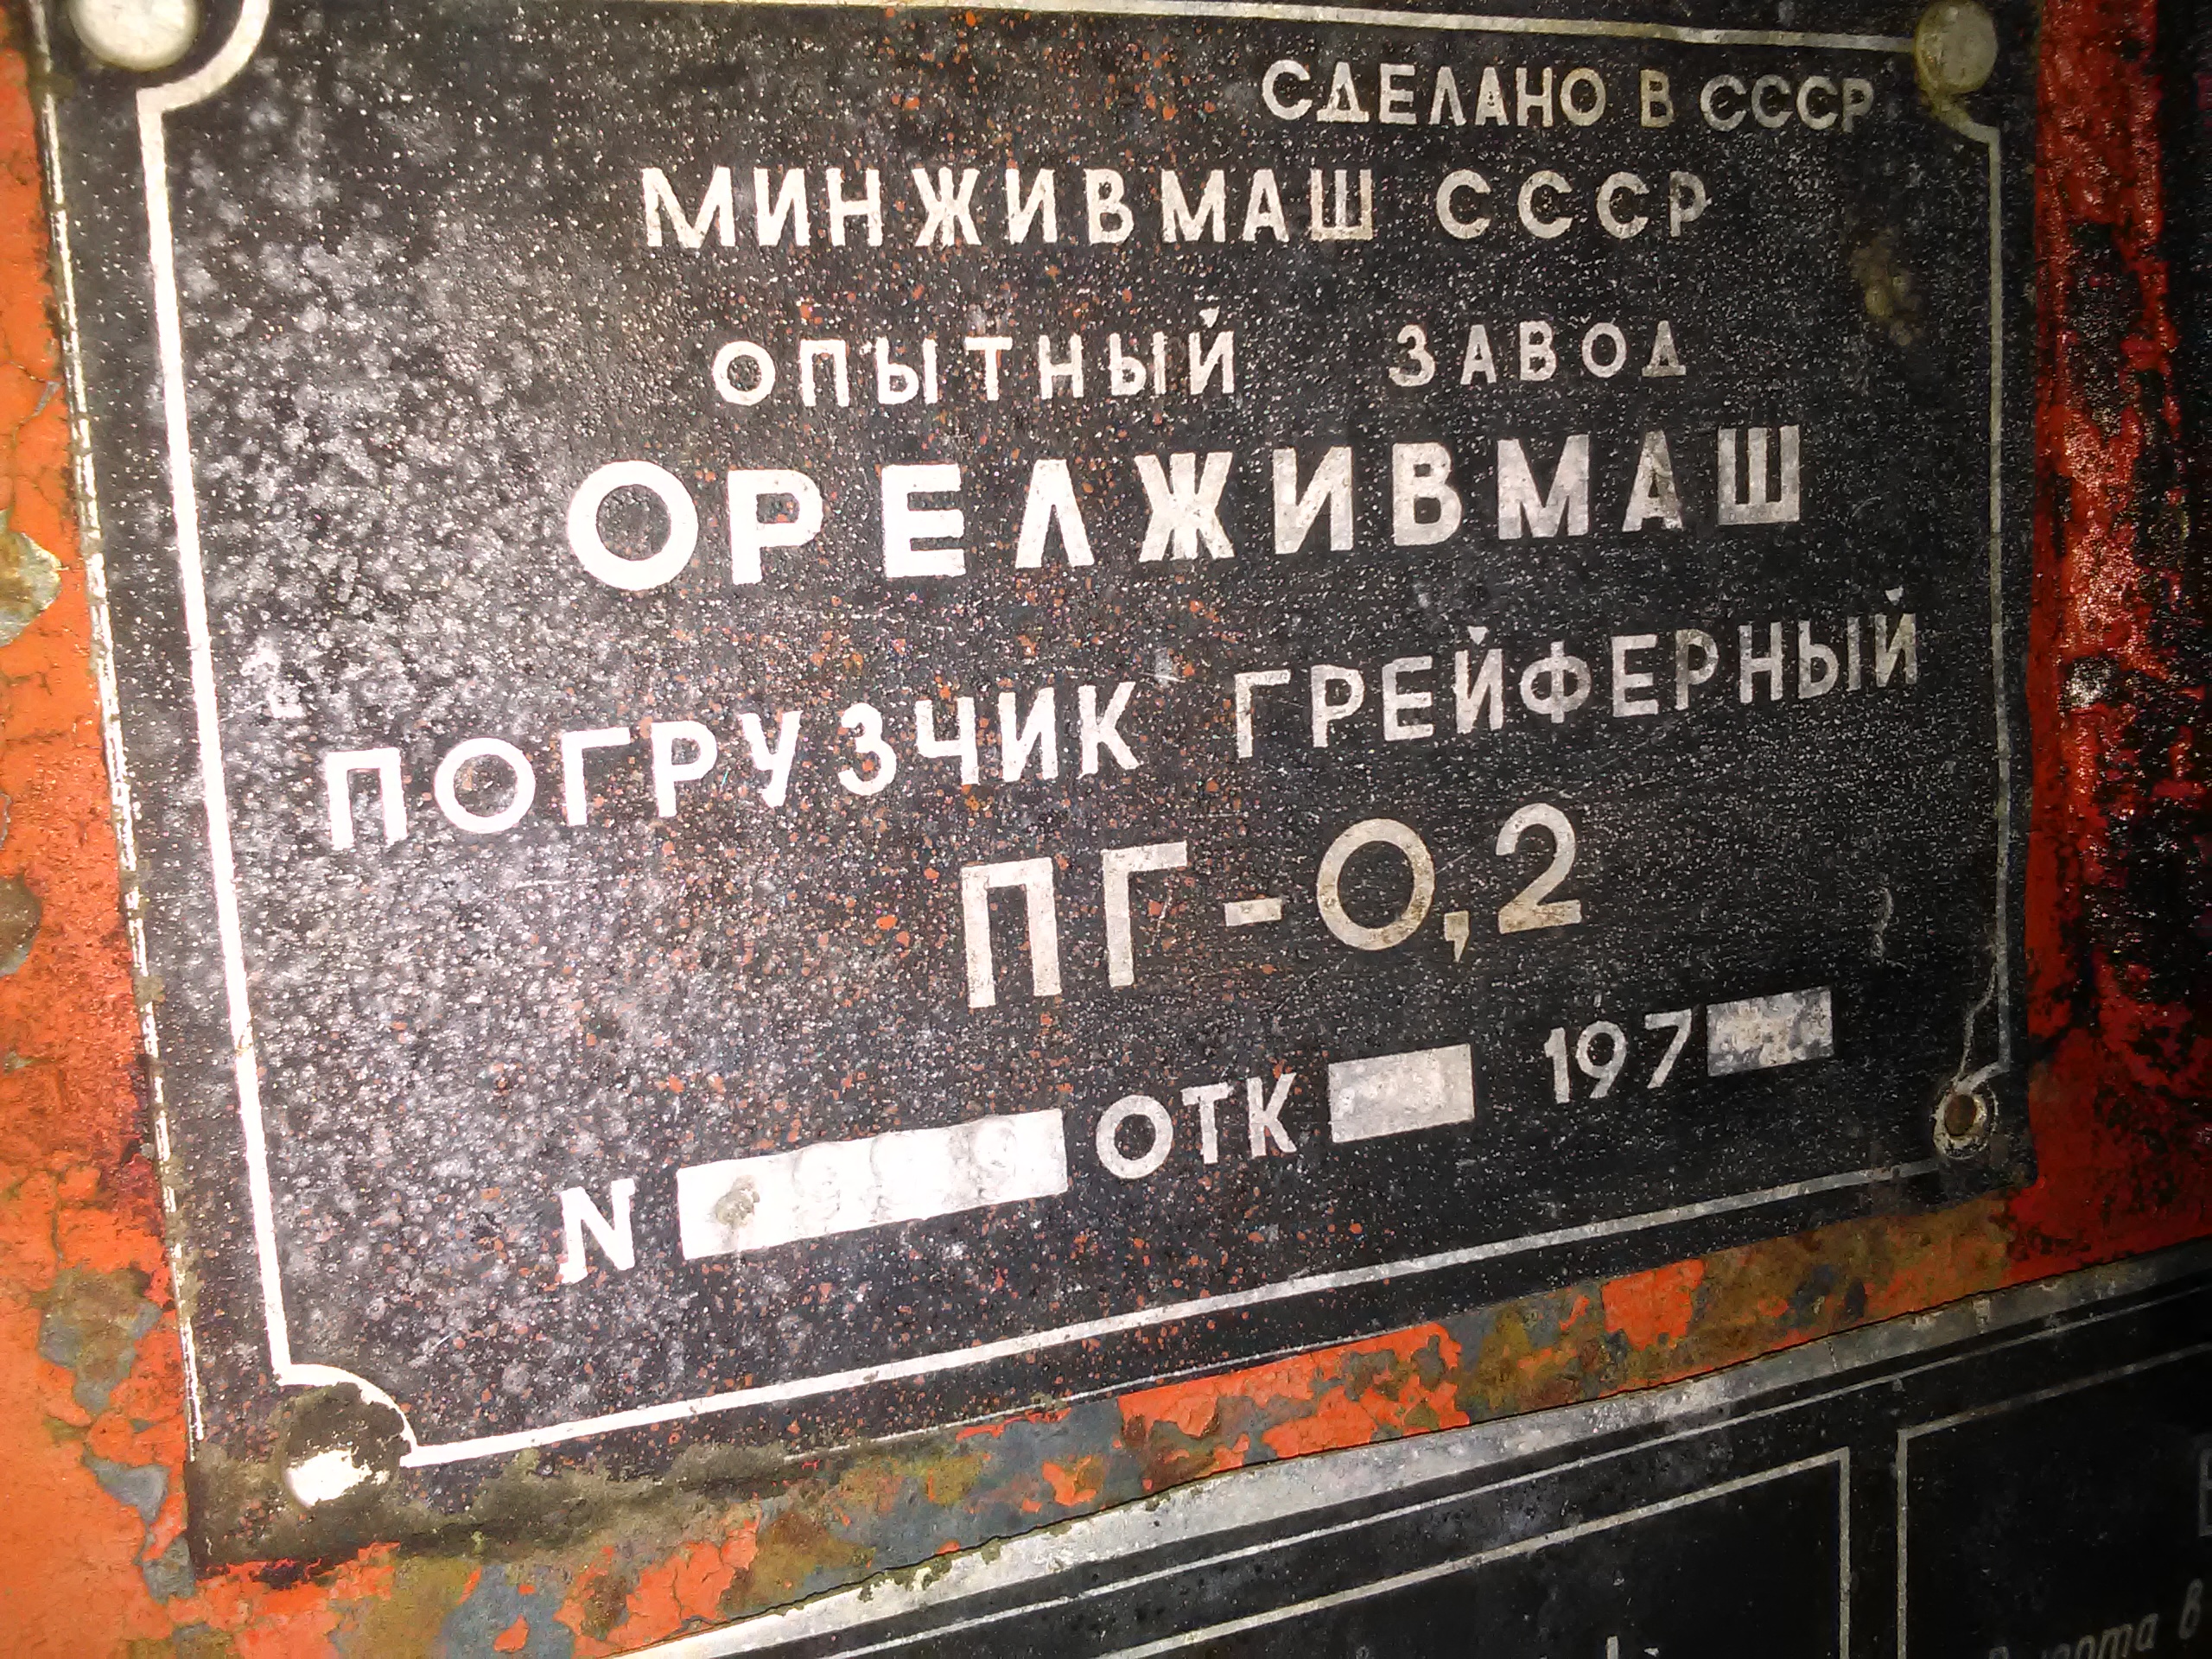 СДЕЛАНО В СССР
МИНЖИВМАШ СССР
ОПЫТНЫЙ ЗАВОД
ОРЕЛЖИВМАШ
ПОГРУЗЧИК ГРЕЙФЕРНЫЙ
ПГ-0,2
N ОТК 197